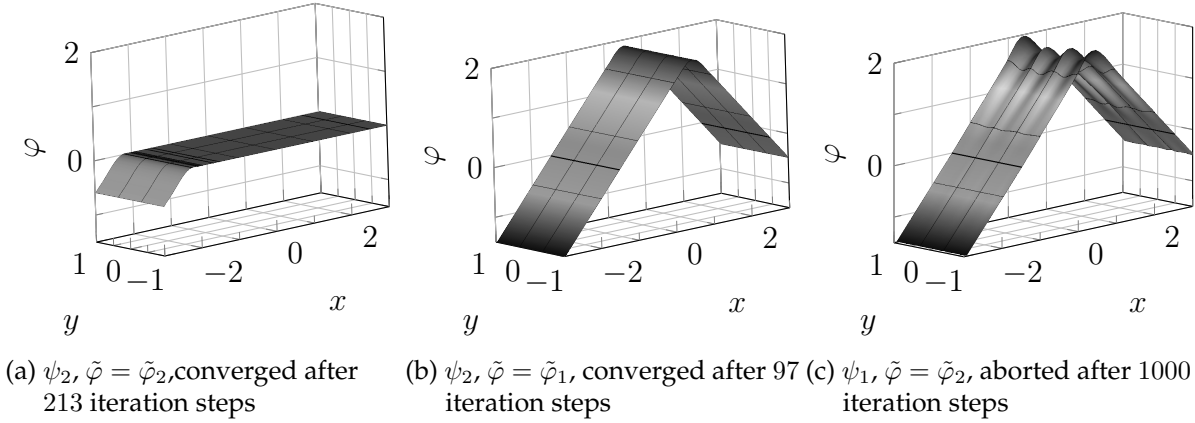 2
2
2
φ
φ
φ
0
0
0
1 0 −1 −2 0 2
1 0 −1 −2 0 2
1 0 −1 −2 0 2
y x
y x
y x
(a) ψ₂, φ̃ = φ̃₂,converged after
213 iteration steps
(b) ψ₂, φ̃ = φ̃₁, converged after 97
iteration steps
(c) ψ₁, φ̃ = φ̃₂, aborted after 1000
iteration steps